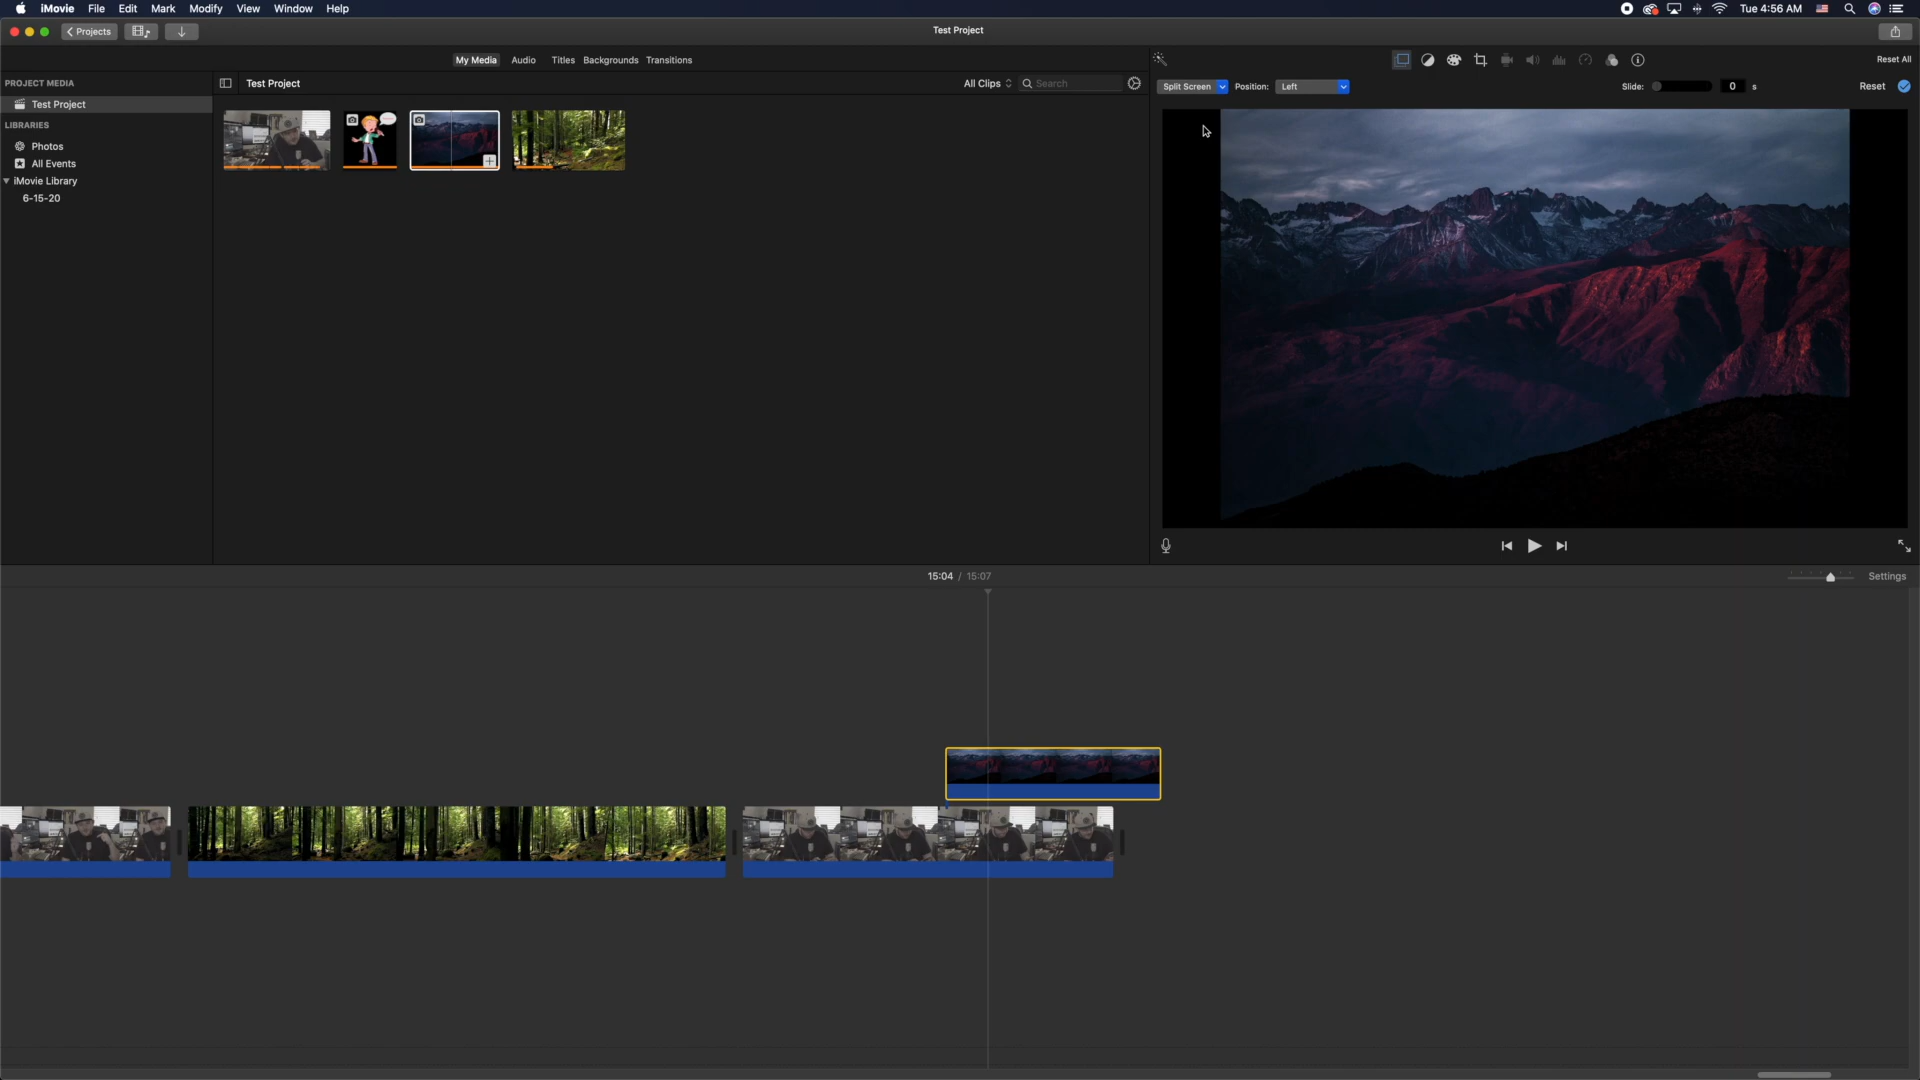 iMovie File Edit Mark Modify View Window Help
Tue 4:56 AM
Projects
Test Project
My Media Audio Titles Backgrounds Transitions
Reset All
PROJECT MEDIA
Test Project
All Clips
Search
Split Screen
Position:
Left
Slide:
0 s
Reset
Test Project
LIBRARIES
Photos
All Events
iMovie Library
6-15-20
15:04 / 15:07
Settings